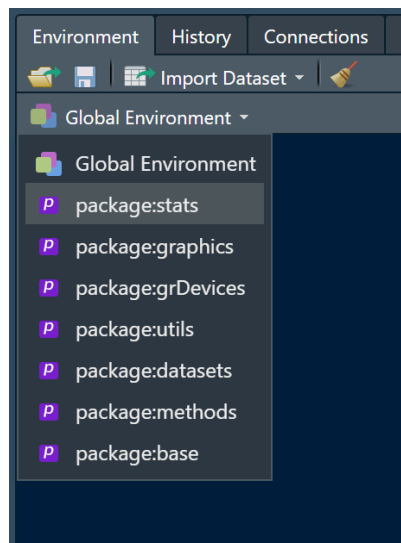 Environment History Connections
Import Dataset
Global Environment
Global Environment
P package:stats
P package:graphics
P package:grDevices
P package:utils
P package:datasets
P package:methods
P package:base